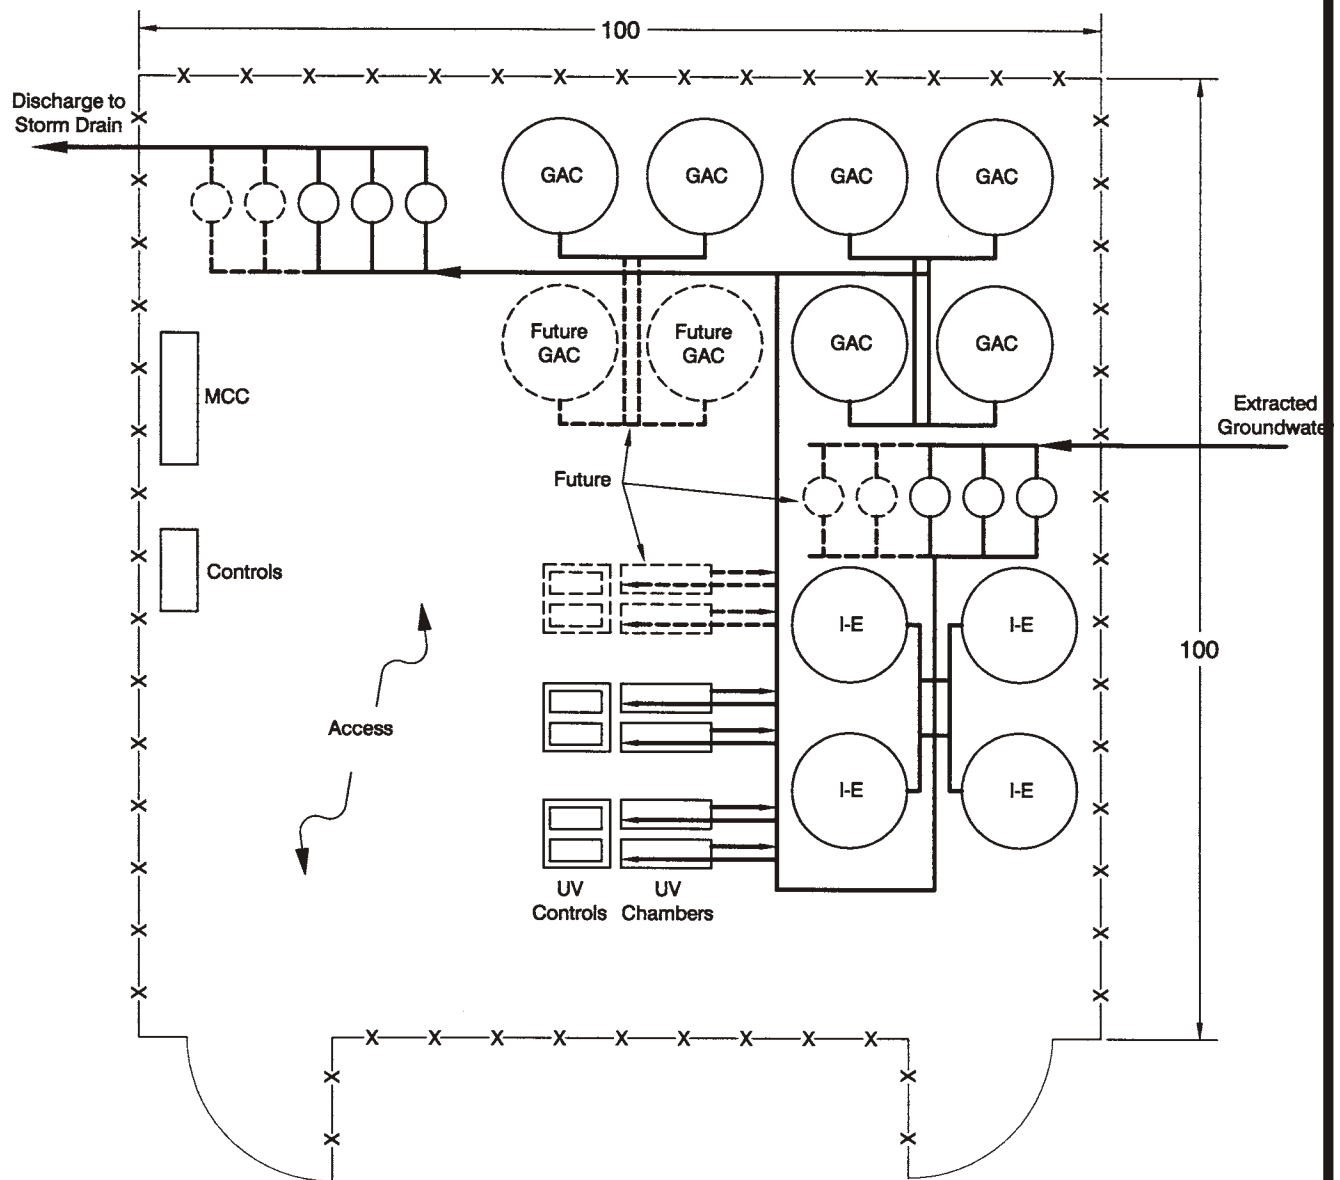 100
Discharge to
Storm Drain
GAC
GAC
GAC
GAC
Future
GAC
Future
GAC
GAC
GAC
MCC
Extracted
Groundwater
Future
Controls
I-E
I-E
100
Access
I-E
I-E
UV
Controls
UV
Chambers